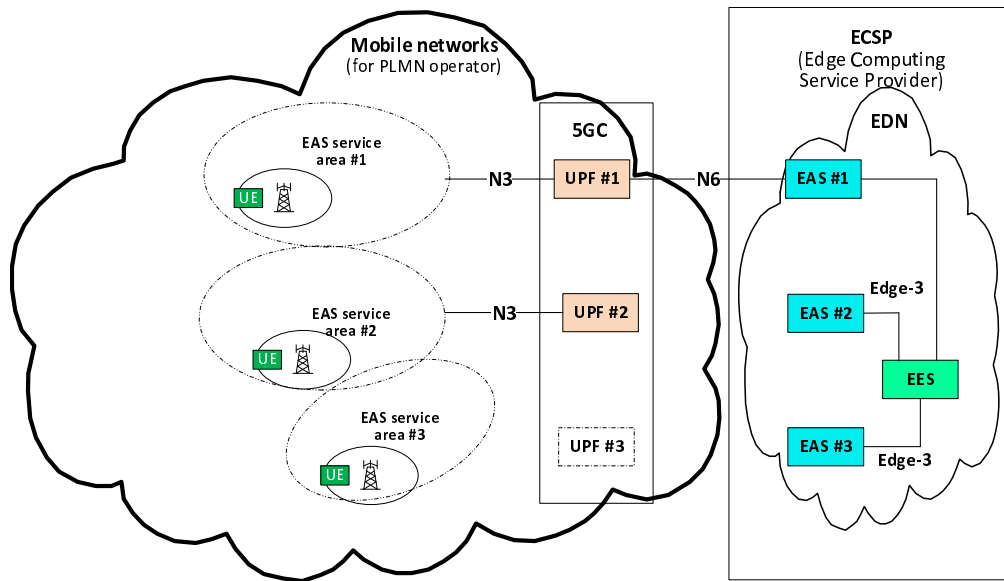 Mobile networks
(for PLMN operator)
ECSP
(Edge Computing
Service Provider)
EDN
5GC
EAS service
area #1
UE
N3
UPF #1
N6
EAS #1
EAS service
area #2
UE
N3
UPF #2
Edge-3
EAS #2
EES
EAS service
area #3
UE
UPF #3
EAS #3
Edge-3